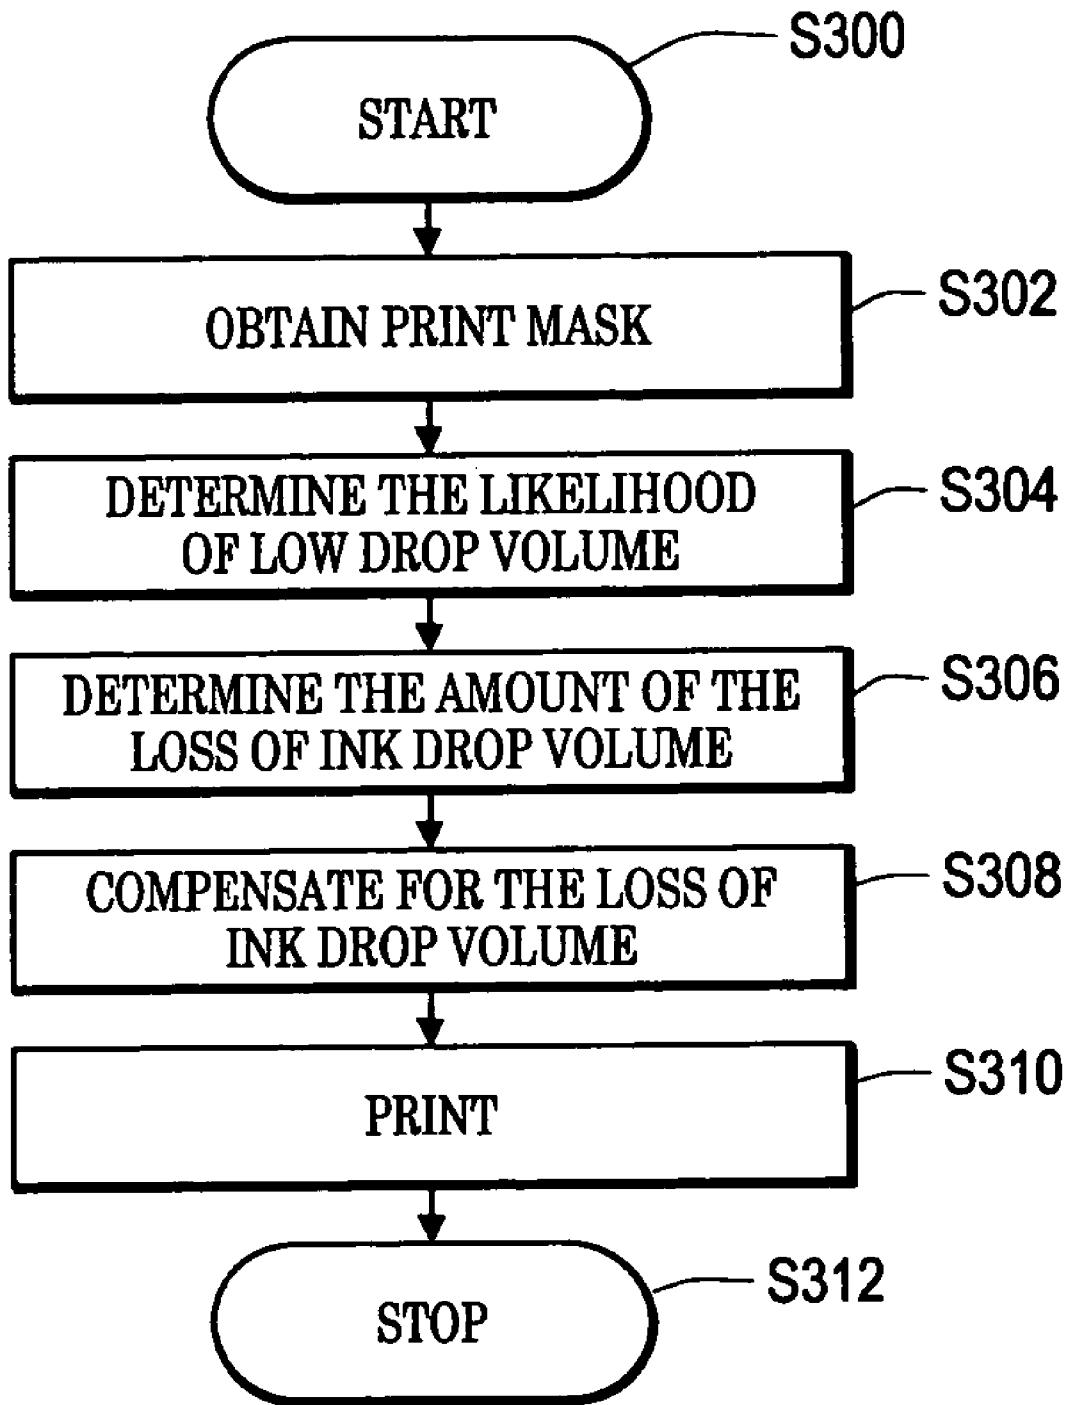 S300
START
OBTAIN PRINT MASK
S302
DETERMINE THE LIKELIHOOD
OF LOW DROP VOLUME
S304
DETERMINE THE AMOUNT OF THE
LOSS OF INK DROP VOLUME
S306
COMPENSATE FOR THE LOSS OF
INK DROP VOLUME
S308
PRINT
S310
STOP
S312